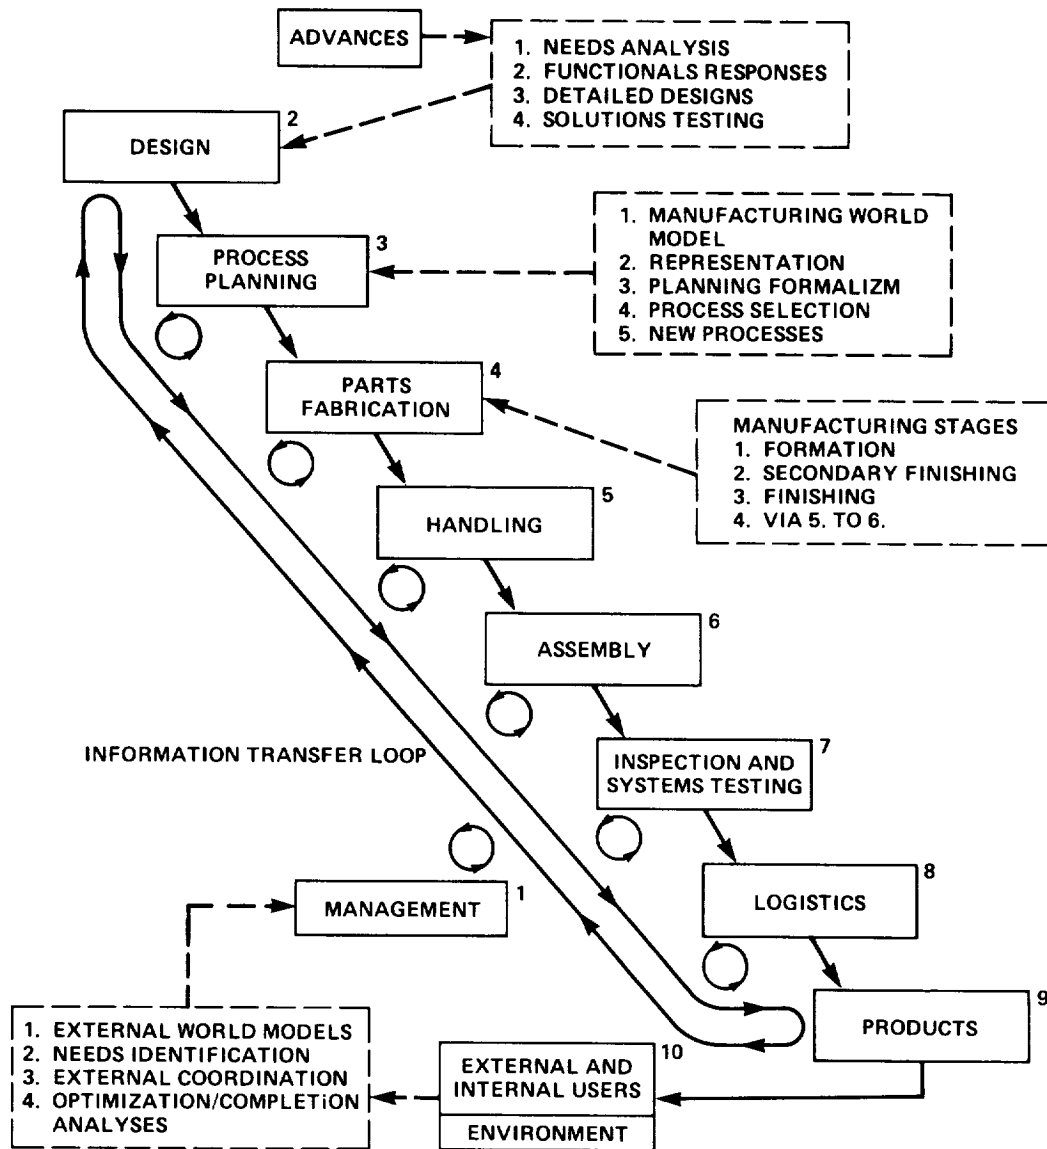 ADVANCES
1. NEEDS ANALYSIS
2. FUNCTIONALS RESPONSES
3. DETAILED DESIGNS
4. SOLUTIONS TESTING
2
DESIGN
1. MANUFACTURING WORLD
MODEL
2. REPRESENTATION
3. PLANNING FORMALIZM
4. PROCESS SELECTION
5. NEW PROCESSES
3
PROCESS
PLANNING
4
PARTS
FABRICATION
MANUFACTURING STAGES
1. FORMATION
2. SECONDARY FINISHING
3. FINISHING
4. VIA 5. TO 6.
5
HANDLING
6
ASSEMBLY
7
INSPECTION AND
SYSTEMS TESTING
INFORMATION TRANSFER LOOP
8
LOGISTICS
1
MANAGEMENT
9
PRODUCTS
10
EXTERNAL AND
INTERNAL USERS
ENVIRONMENT
1. EXTERNAL WORLD MODELS
2. NEEDS IDENTIFICATION
3. EXTERNAL COORDINATION
4. OPTIMIZATION/COMPLETiON
ANALYSES